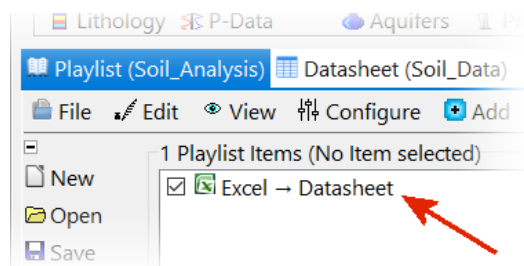 Lithology P-Data Aquifers
Playlist (Soil_Analysis) Datasheet (Soil_Data)
File Edit View Configure Add
1 Playlist Items (No Item selected)
New
Excel → Datasheet
Open
Save